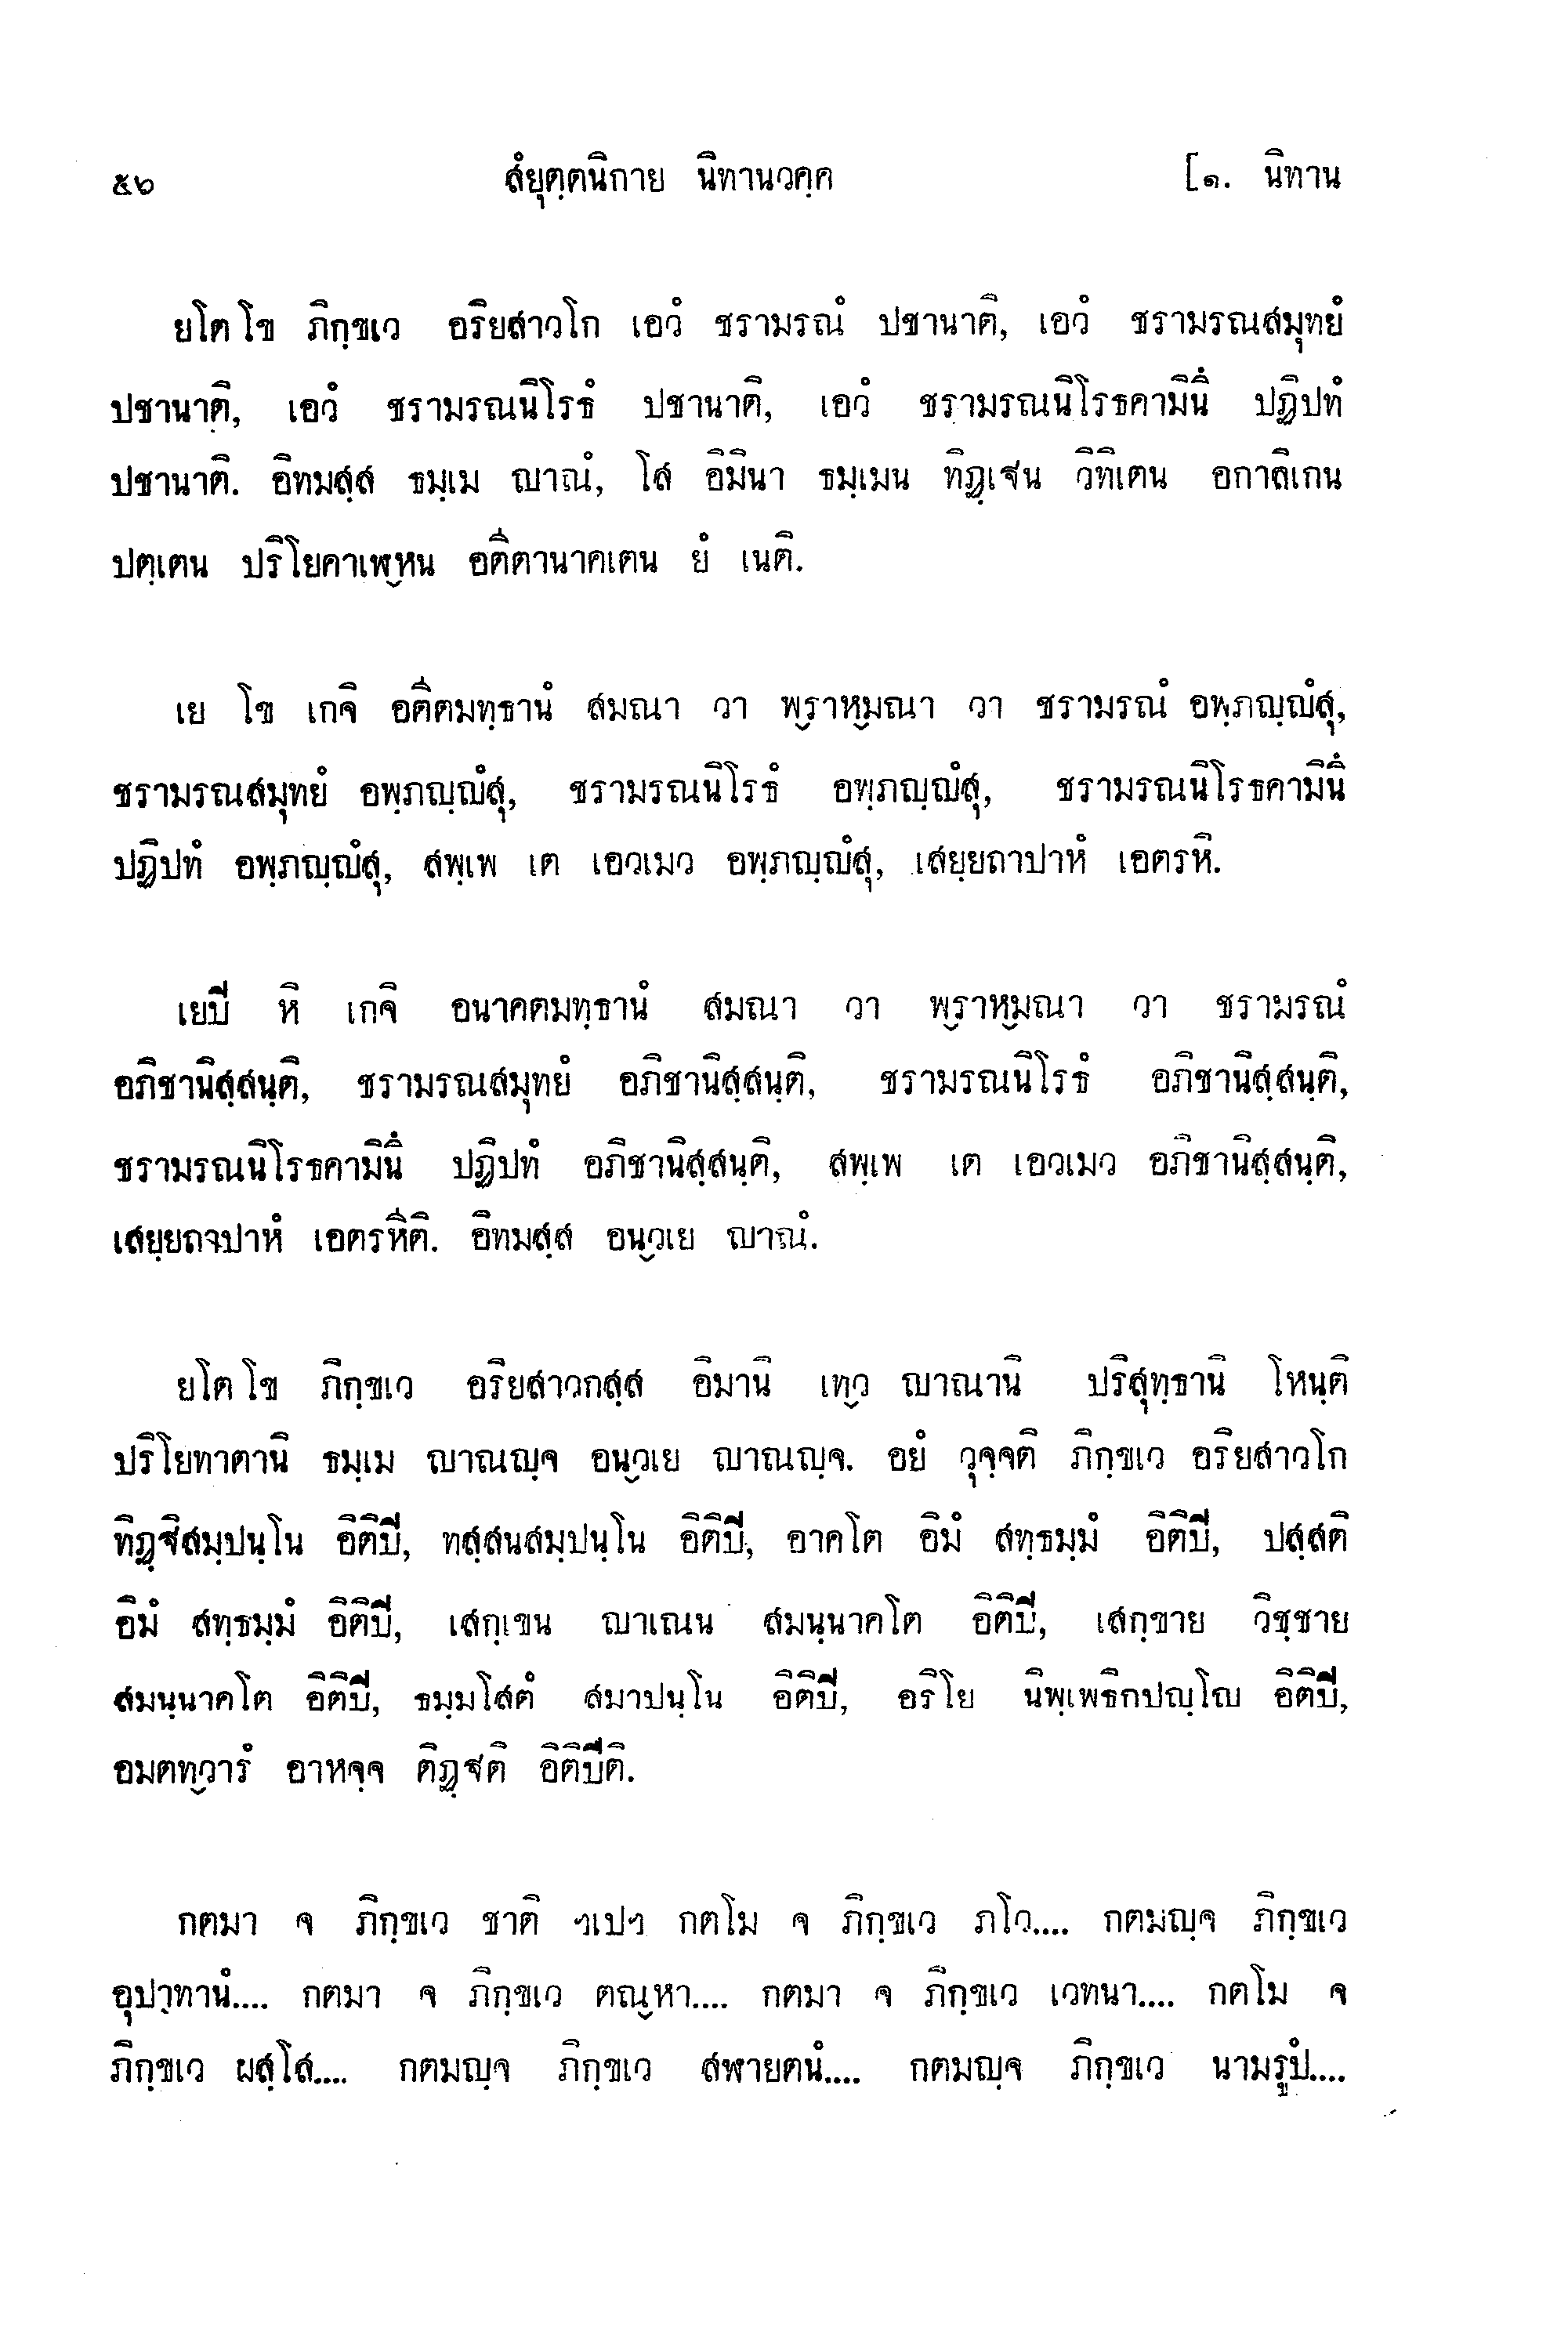 ๕๖ สํยุตฺตนิกาย นิทานวคฺค [๑. นิทาน
ยโต โข ภิกฺขเว อริยสาวโก เอวํ ชรามรณํ ปชานาติ, เอวํ ชรามรณสมุทยํ
ปชานาติ, เอวํ ชรามรณนิโรธํ ปชานาติ, เอวํ ชรามรณนิโรธคามินึ ปฏิปทํ
ปชานาติ. อิทมสฺส ธมฺเม ญาณํ, โส อิมินา ธมฺเมน ทิฏฺเฐน วิทิเตน อกาลิเกน
ปตฺเตน ปริโยคาเฬฺหน อตีตานาคเตน ยํ เนติ.
เย โข เกจิ อตีตมทฺธานํ สมณา วา พฺราหฺมณา วา ชรามรณํ อพฺภญฺญํสุ,
ชรามรณสมุทยํ อพฺภญฺญํสุ, ชรามรณนิโรธํ อพฺภญฺญํสุ, ชรามรณนิโรธคามินึ
ปฏิปทํ อพฺภญฺญํสุ, สพฺเพ เต เอวเมว อพฺภญฺญํสุ, เสยฺยถาปาหํ เอตรหิ.
เยปี หิ เกจิ อนาคตมทฺธานํ สมณา วา พฺราหฺมณา วา ชรามรณํ
อภิชานิสฺสนฺติ, ชรามรณสมุทยํ อภิชานิสฺสนฺติ, ชรามรณนิโรธํ อภิชานิสฺสนฺติ,
ชรามรณนิโรธคามินึ ปฏิปทํ อภิชานิสฺสนฺติ, สพฺเพ เต เอวเมว อภิชานิสฺสนฺติ,
เสยฺยถาปาหํ เอตรหีติ. อิทมสฺส อนฺวเย ญาณํ.
ยโต โข ภิกฺขเว อริยสาวกสฺส อิมานิ เทฺว ญาณานิ ปริสุทฺธานิ โหนฺติ
ปริโยทาตานิ ธมฺเม ญาณญฺจ อนฺวเย ญาณญฺจ. อยํ วุจฺจติ ภิกฺขเว อริยสาวโก
ทิฏฺฐิสมฺปนฺโน อิติปี, ทสฺสนสมฺปนฺโน อิติปี, อาคโต อิมํ สทฺธมฺมํ อิติปี, ปสฺสติ
อิมํ สทฺธมฺมํ อิติปี, เสกฺเขน ญาเณน สมนฺนาคโต อิติปี, เสกฺขาย วิชฺชาย
สมนฺนาคโต อิติปี, ธมฺมโสตํ สมาปนฺโน อิติปี, อริโย นิพฺเพธิกปญฺโญ อิติปี,
อมตทฺวารํ อาหจฺจ ติฏฺฐติ อิติปีติ.
กตมา จ ภิกฺขเว ชาติ ฯเปฯ กตโม จ ภิกฺขเว ภโว.... กตมญฺจ ภิกฺขเว
อุปาทานํ.... กตมา จ ภิกฺขเว ตณฺหา.... กตมา จ ภิกฺขเว เวทนา.... กตโม จ
ภิกฺขเว ผสฺโส.... กตมญฺจ ภิกฺขเว สฬายตนํ.... กตมญฺจ ภิกฺขเว นามรูปํ....